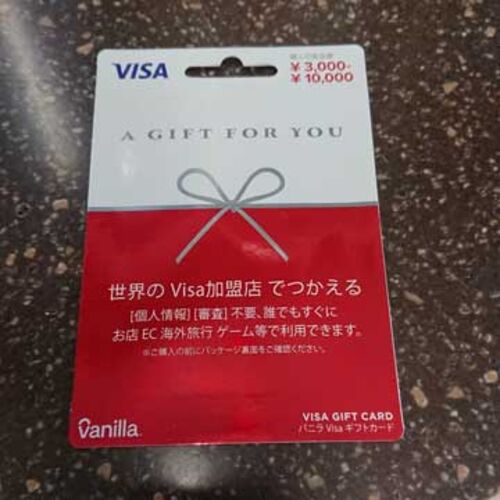 VISA
¥3,000-
¥10,000
A GIFT FOR YOU
世界の Visa加盟店 でつかえる
[個人情報] [審査] 不要、誰でもすぐに
お店 EC 海外旅行 ゲーム等で利用できます。
※ご購入の前にパッケージ裏面をご確認ください。
Vanilla
VISA GIFT CARD
バニラ Visa ギフトカード